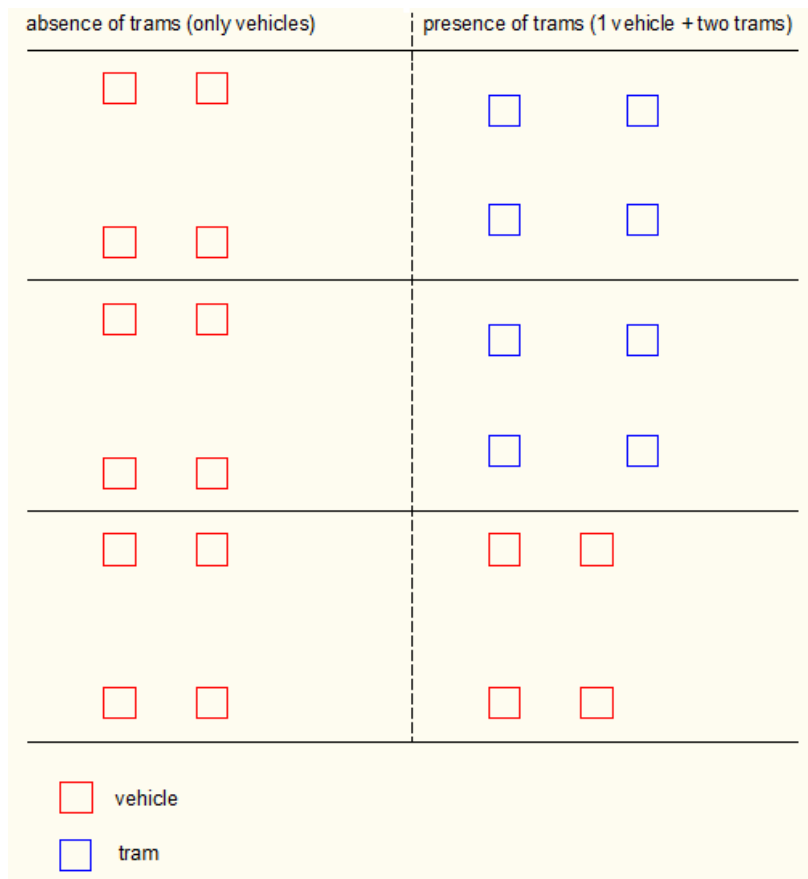 absence of trams (only vehicles)
presence of trams (1 vehicle + two trams)
vehicle
tram